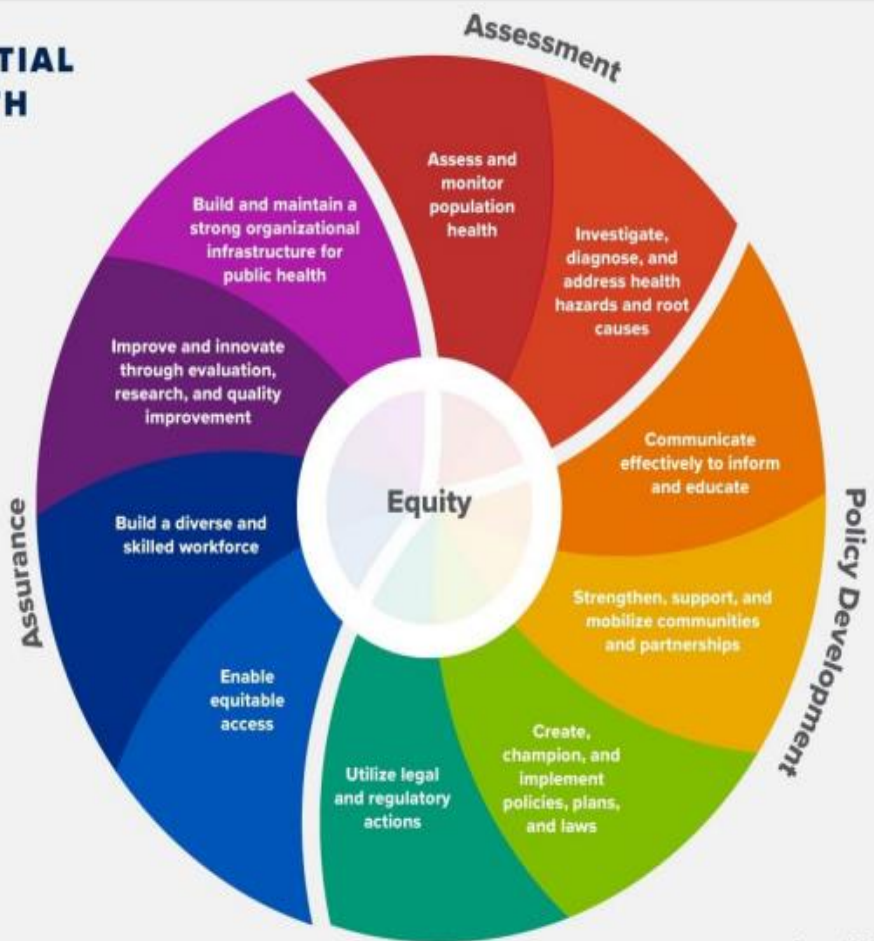 TIAL
TH
Assessment
Assess and
monitor
population
health
Investigate,
diagnose, and
address health
hazards and root
causes
Communicate
effectively to inform
and educate
Strengthen, support, and
mobilize communities
and partnerships
Create,
champion, and
implement
policies, plans,
and laws
Utilize legal
and regulatory
actions
Enable
equitable
access
Build a diverse and
skilled workforce
Improve and innovate
through evaluation,
research, and quality
improvement
Build and maintain a
strong organizational
infrastructure for
public health
Equity
Assurance
Policy Development